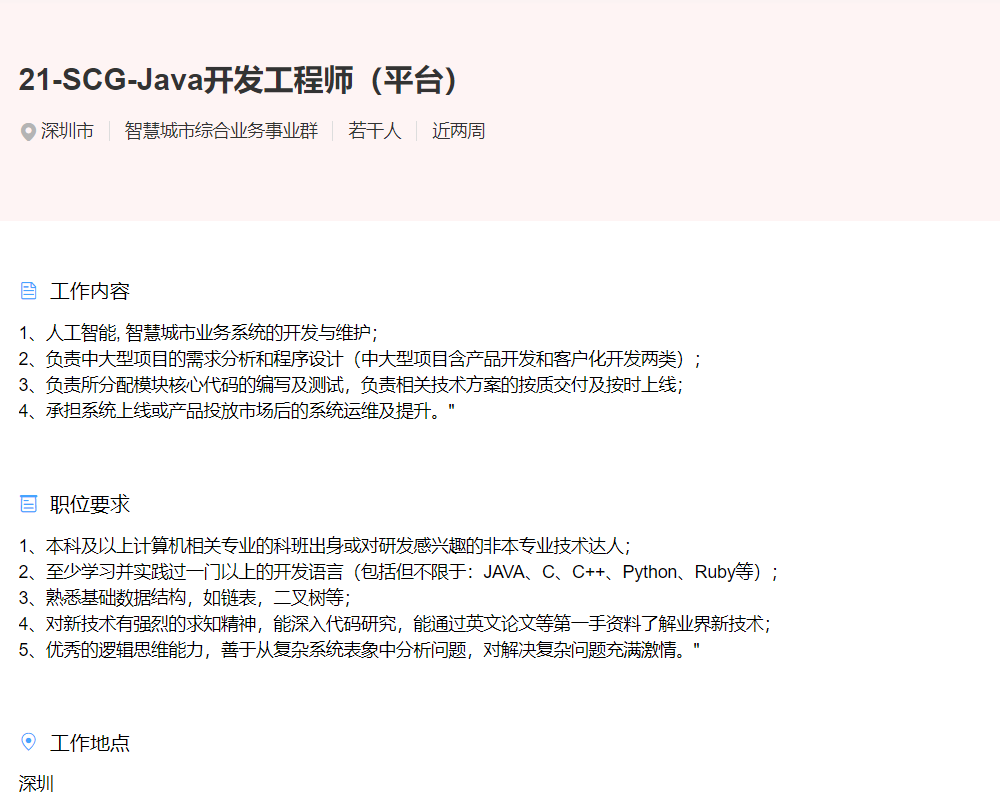 21-SCG-Java开发工程师（平台）
深圳市 智慧城市综合业务事业群 若干人 近两周
工作内容
1、人工智能, 智慧城市业务系统的开发与维护；
2、负责中大型项目的需求分析和程序设计（中大型项目含产品开发和客户化开发两类）；
3、负责所分配模块核心代码的编写及测试，负责相关技术方案的按质交付及按时上线；
4、承担系统上线或产品投放市场后的系统运维及提升。"
职位要求
1、本科及以上计算机相关专业的科班出身或对研发感兴趣的非本专业技术达人；
2、至少学习并实践过一门以上的开发语言（包括但不限于：JAVA、C、C++、Python、Ruby等）；
3、熟悉基础数据结构，如链表，二叉树等；
4、对新技术有强烈的求知精神，能深入代码研究，能通过英文论文等第一手资料了解业界新技术；
5、优秀的逻辑思维能力，善于从复杂系统表象中分析问题，对解决复杂问题充满激情。"
工作地点
深圳